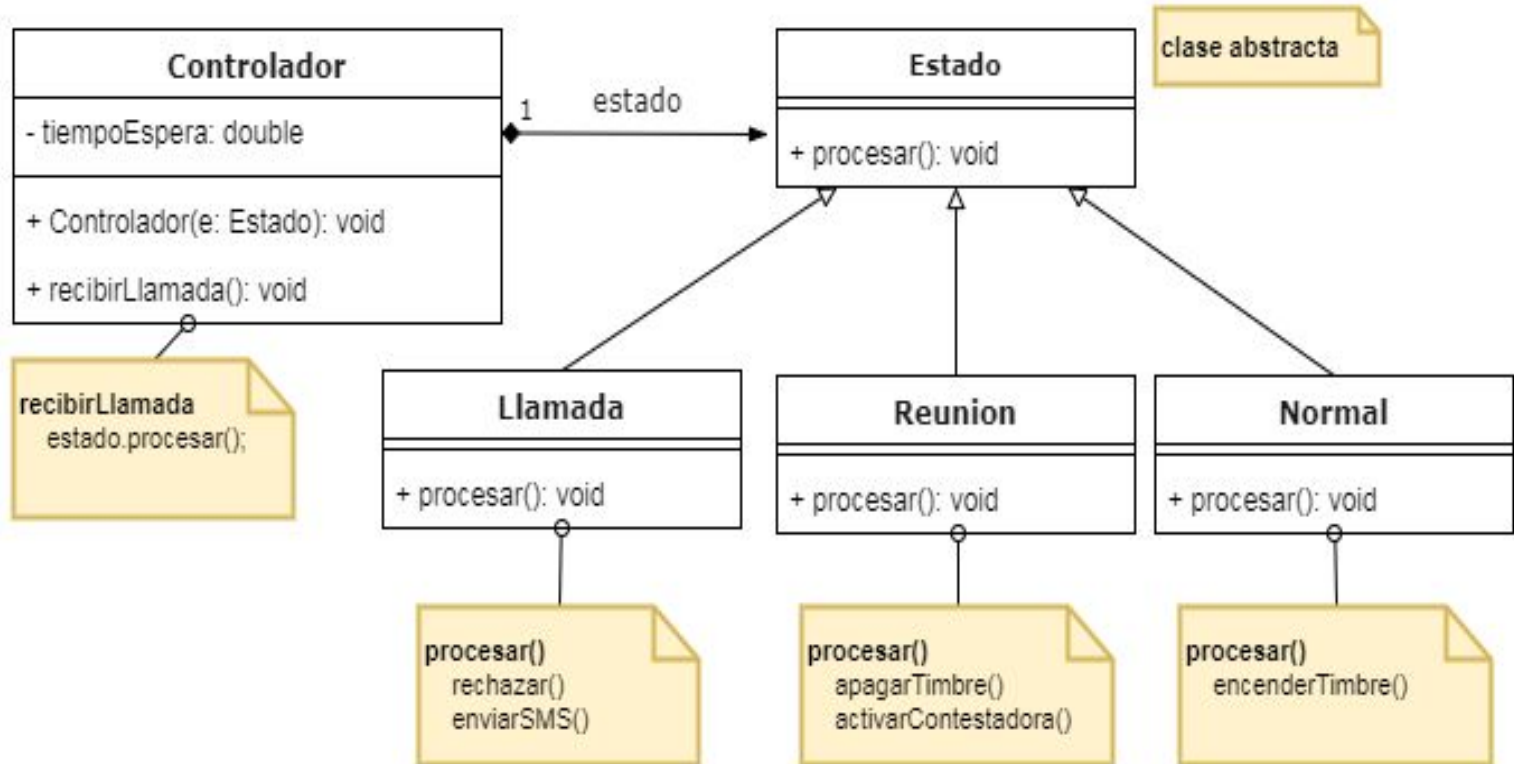 Controlador
- tiempoEspera: double
+ Controlador(e: Estado): void
+ recibirLlamada(): void
1
estado
Estado
+ procesar(): void
clase abstracta
recibirLlamada
estado.procesar();
Llamada
+ procesar(): void
Reunion
+ procesar(): void
Normal
+ procesar(): void
procesar()
rechazar()
enviarSMS()
procesar()
apagarTimbre()
activarContestadora()
procesar()
encenderTimbre()